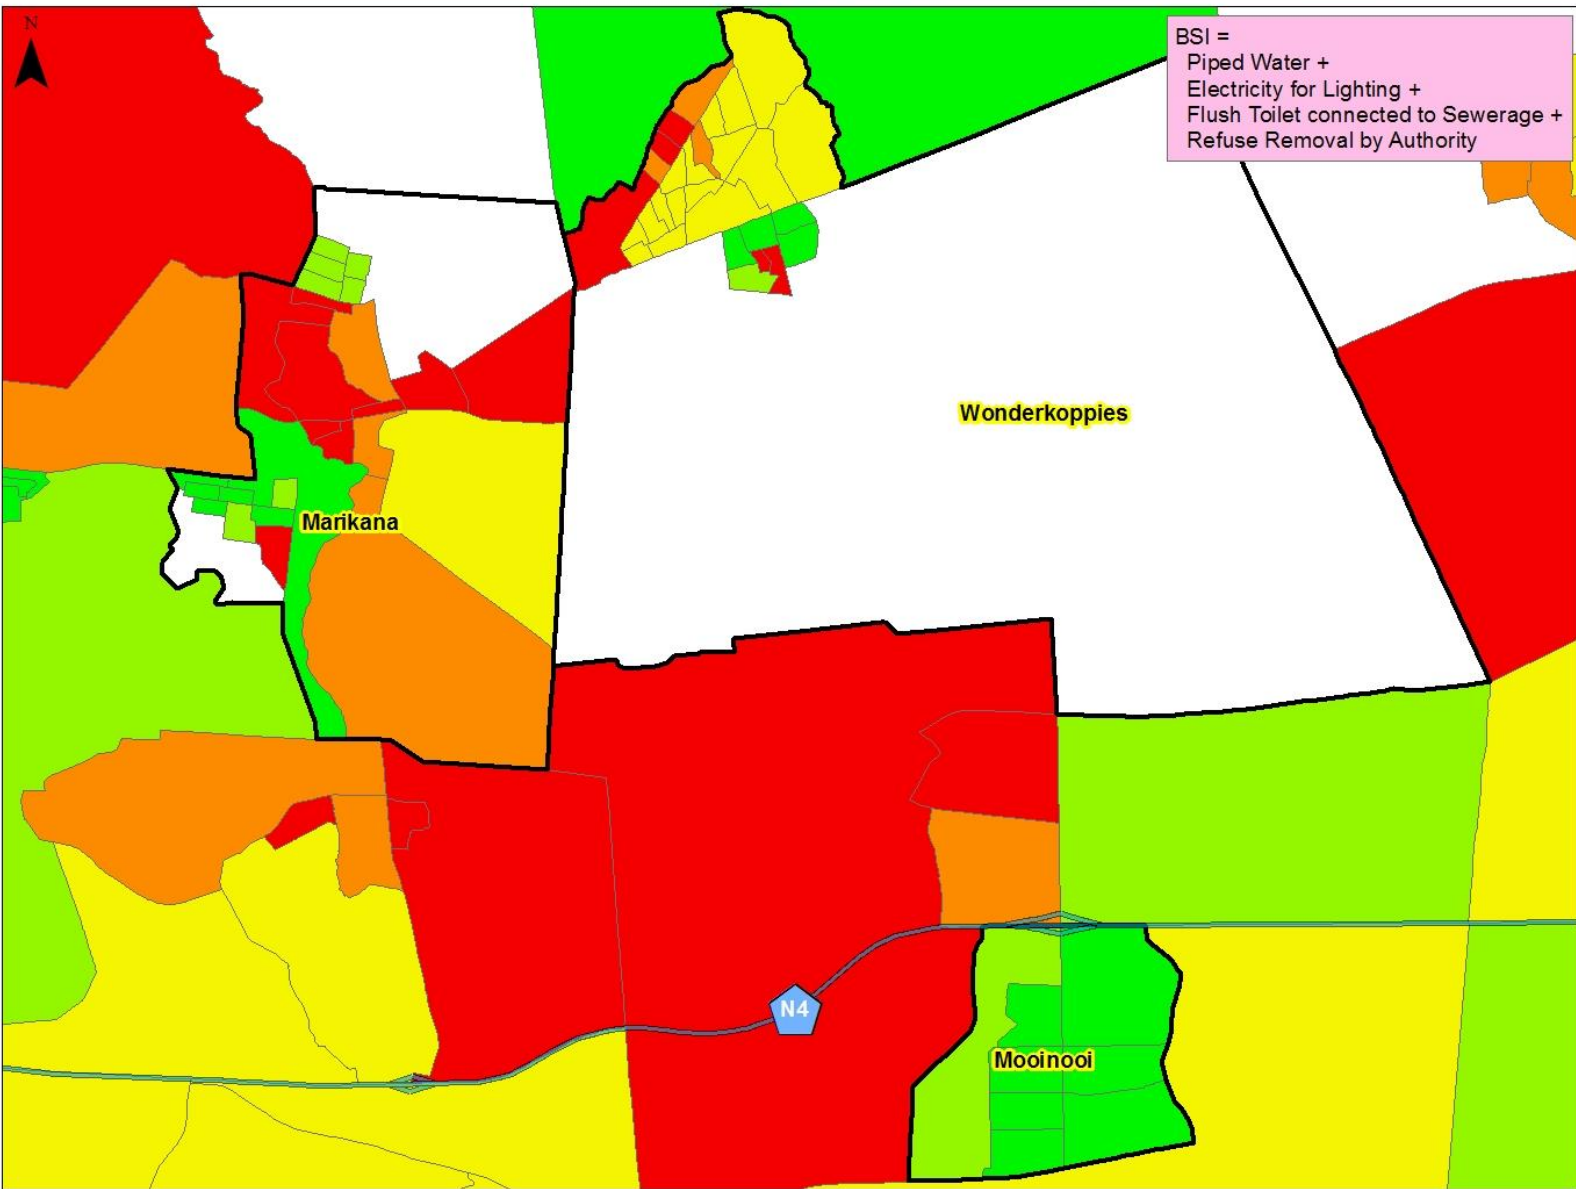 N
BSI =
Piped Water +
Electricity for Lighting +
Flush Toilet connected to Sewerage +
Refuse Removal by Authority
Wonderkoppies
Marikana
N4
Mooinooi